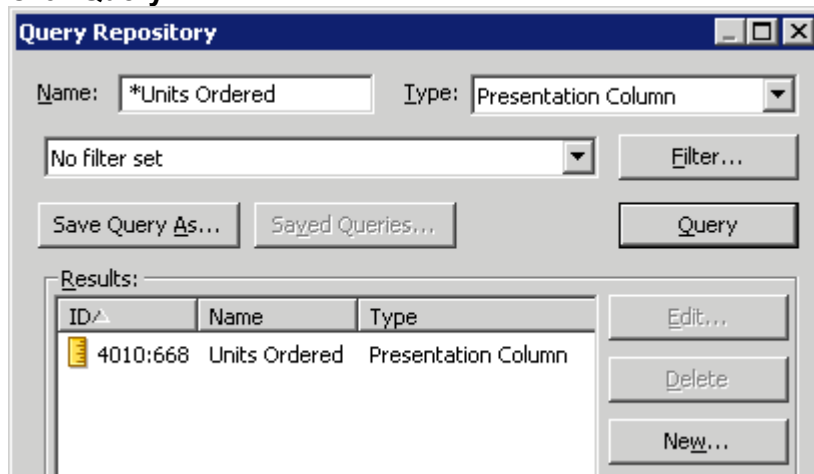 Query Repository
Name: *Units Ordered Type: Presentation Column
No filter set Filter...
Save Query As... Saved Queries... Query
Results:
ID Name Type Edit...
4010:668 Units Ordered Presentation Column
Delete
New...